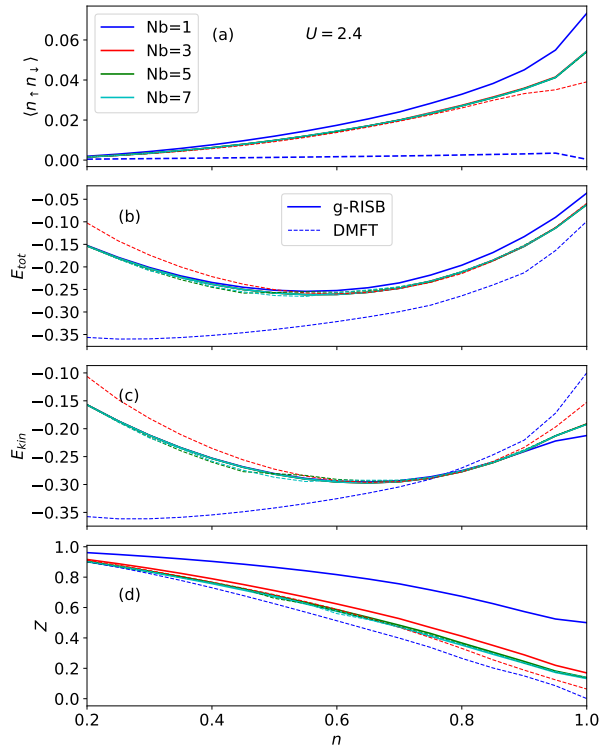 0.06
0.04
0.02
0.00
⟨n↑ n↓⟩
(a)
U = 2.4
Nb=1
Nb=3
Nb=5
Nb=7
−0.05
−0.10
−0.15
−0.20
−0.25
−0.30
−0.35
E_tot
(b)
g-RISB
DMFT
−0.10
−0.15
−0.20
−0.25
−0.30
−0.35
E_kin
(c)
1.0
0.8
0.6
0.4
0.2
0.0
Z
(d)
0.2
0.4
0.6
0.8
1.0
n